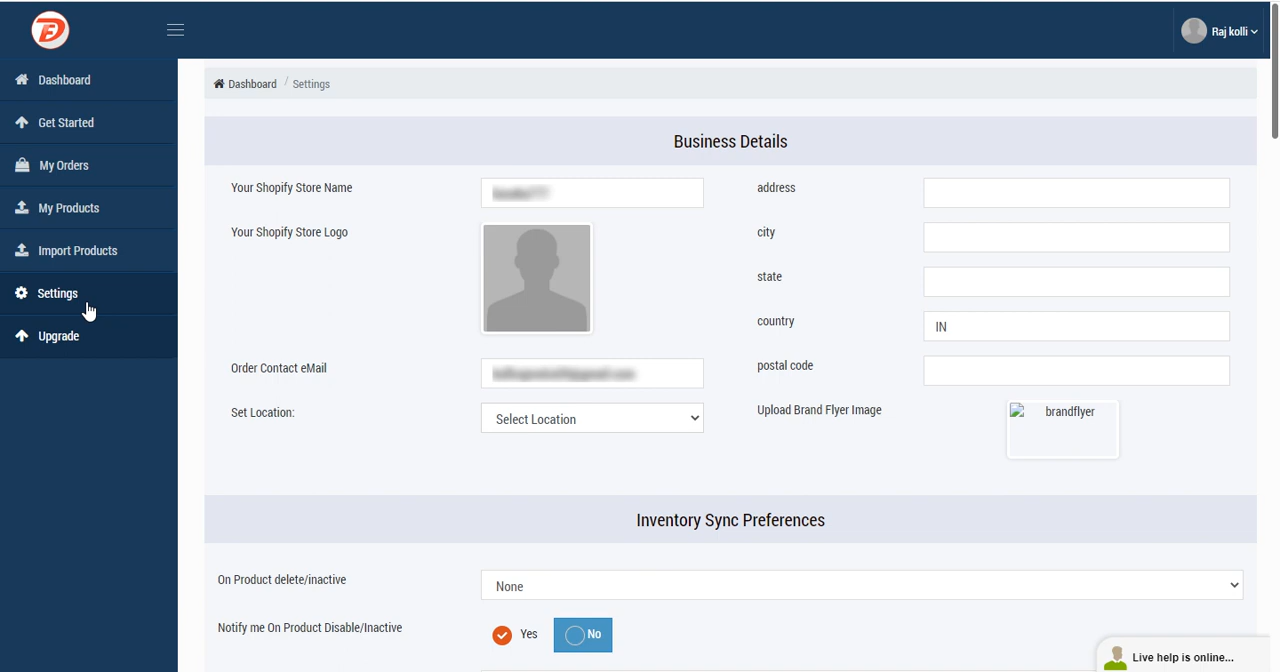 Raj kolli
Dashboard
Get Started
My Orders
My Products
Import Products
Settings
Upgrade
Dashboard / Settings
Business Details
Your Shopify Store Name
Your Shopify Store Logo
Order Contact eMail
Set Location:
Select Location
address
city
state
country
IN
postal code
Upload Brand Flyer Image
brandflyer
Inventory Sync Preferences
On Product delete/inactive
None
Notify me On Product Disable/Inactive
Yes
No
Live help is online...